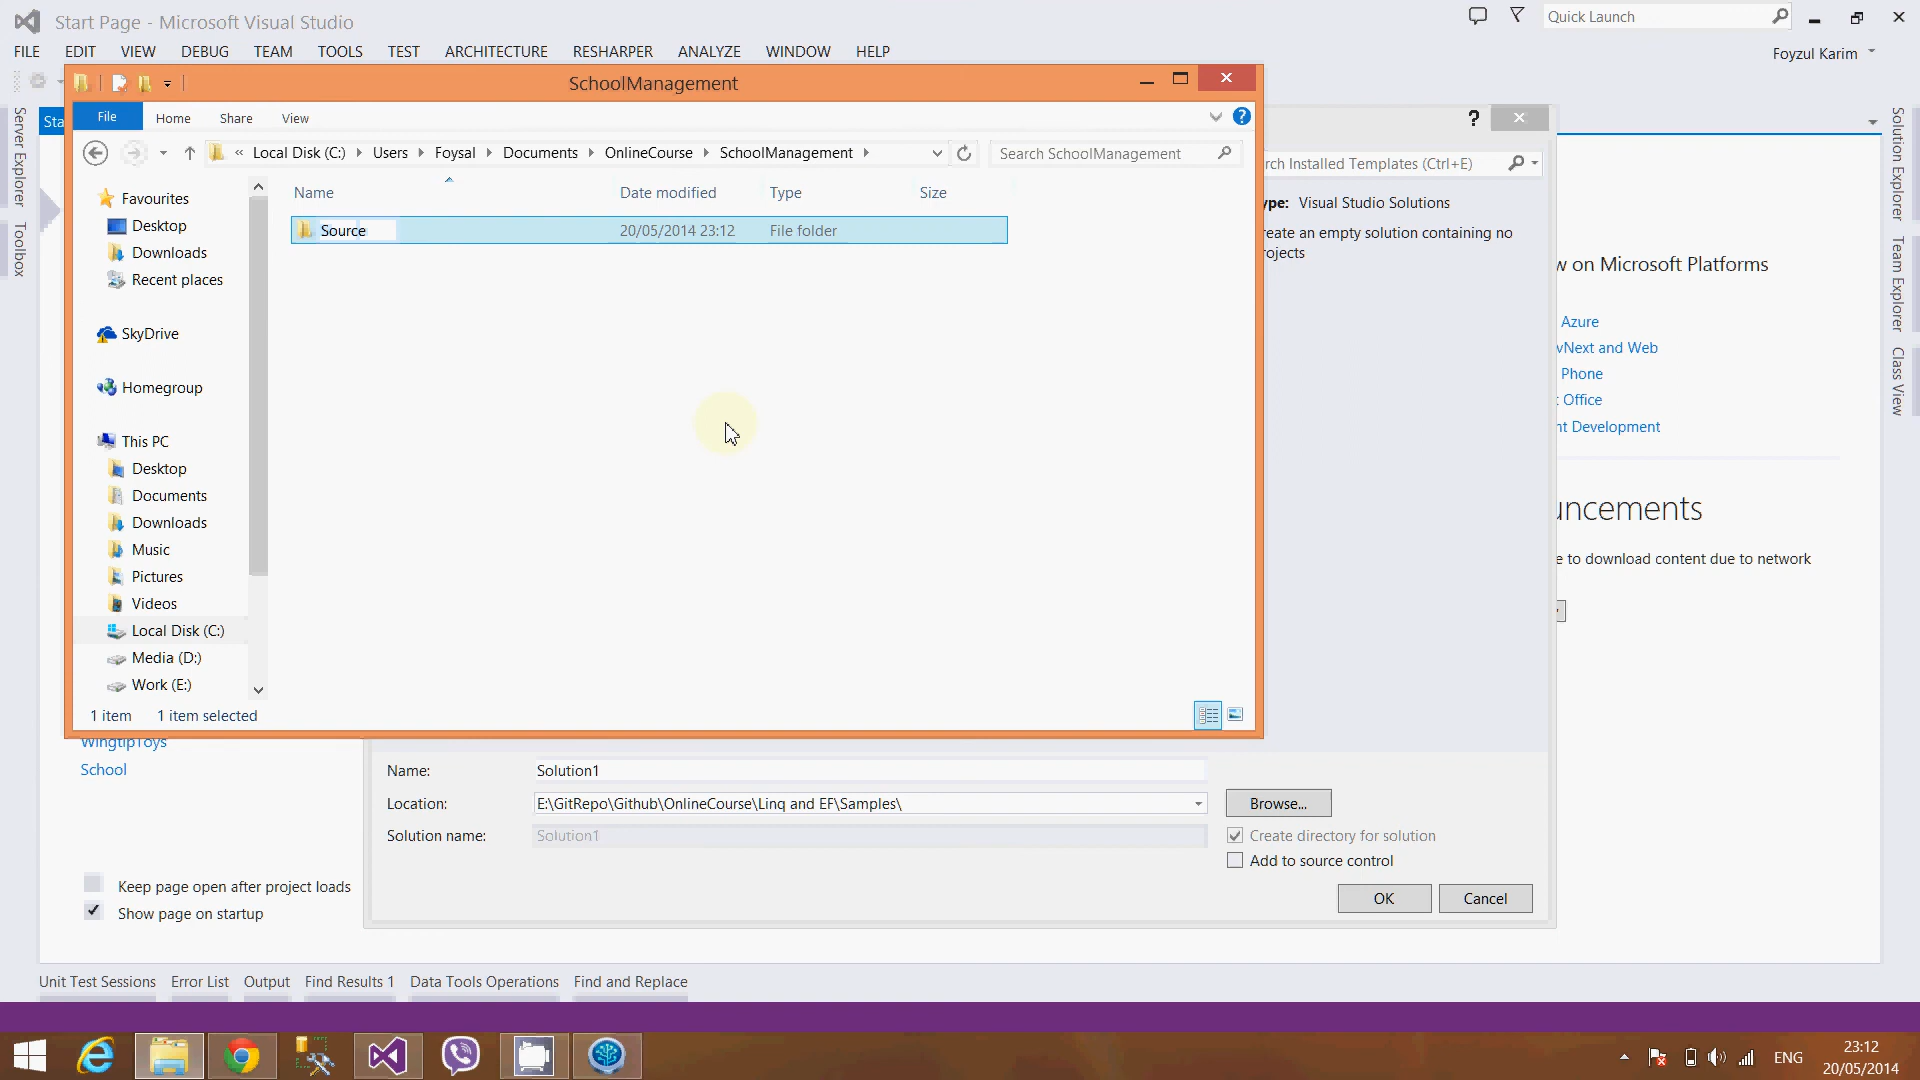 Start Page - Microsoft Visual Studio
Quick Launch
FILE EDIT VIEW DEBUG TEAM TOOLS TEST ARCHITECTURE RESHARPER ANALYZE WINDOW HELP
Foyzul Karim
SchoolManagement
File Home Share View
« Local Disk (C:) Users Foysal Documents OnlineCourse SchoolManagement
Search SchoolManagement
Name Date modified Type Size
Source 20/05/2014 23:12 File folder
Favourites
Desktop
Downloads
Recent places
SkyDrive
Homegroup
This PC
Desktop
Documents
Downloads
Music
Pictures
Videos
Local Disk (C:)
Media (D:)
Work (E:)
1 item 1 item selected
Server Explorer
Toolbox
Sta
?
rch Installed Templates (Ctrl+E)
ype: Visual Studio Solutions
reate an empty solution containing no
rojects
w on Microsoft Platforms
Azure
vNext and Web
Phone
t Office
nt Development
uncements
e to download content due to network
Solution Explorer
Team Explorer
Class View
WingtipToys
School
Name: Solution1
Location: E:\GitRepo\Github\OnlineCourse\Linq and EF\Samples\
Browse...
Solution name: Solution1
Create directory for solution
Add to source control
OK Cancel
Keep page open after project loads
Show page on startup
Unit Test Sessions Error List Output Find Results 1 Data Tools Operations Find and Replace
ENG
23:12
20/05/2014